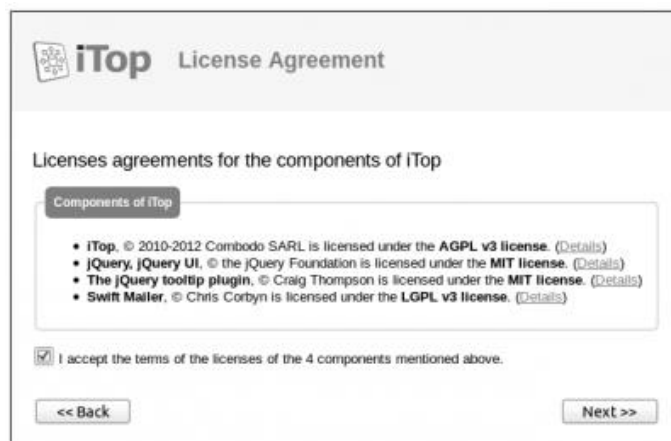 iTop License Agreement
Licenses agreements for the components of iTop
Components of iTop
• iTop, © 2010-2012 Combodo SARL is licensed under the AGPL v3 license. (Details)
• jQuery, jQuery UI, © the jQuery Foundation is licensed under the MIT license. (Details)
• The jQuery tooltip plugin, © Craig Thompson is licensed under the MIT license. (Details)
• Swift Mailer, © Chris Corbyn is licensed under the LGPL v3 license. (Details)
I accept the terms of the licenses of the 4 components mentioned above.
<< Back Next >>